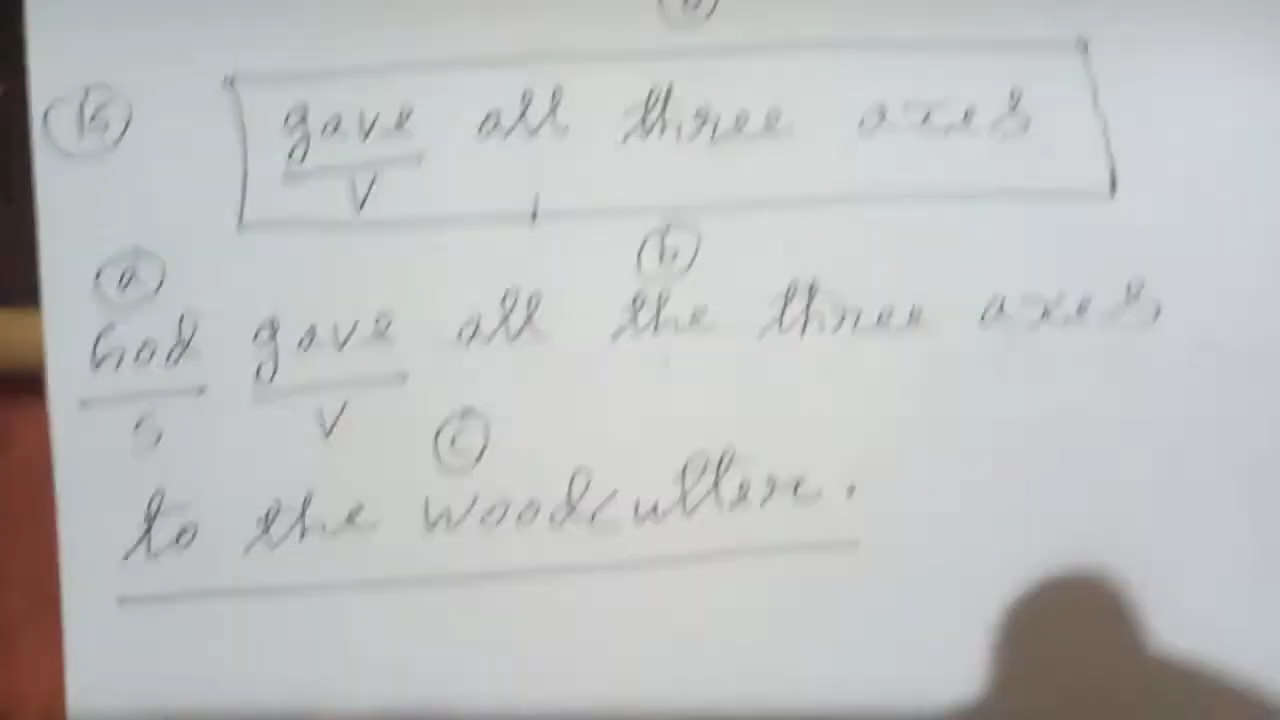 (b) gave all three axes
V
(a) (b)
God gave all the three axes
S V (c)
to the woodcutter.